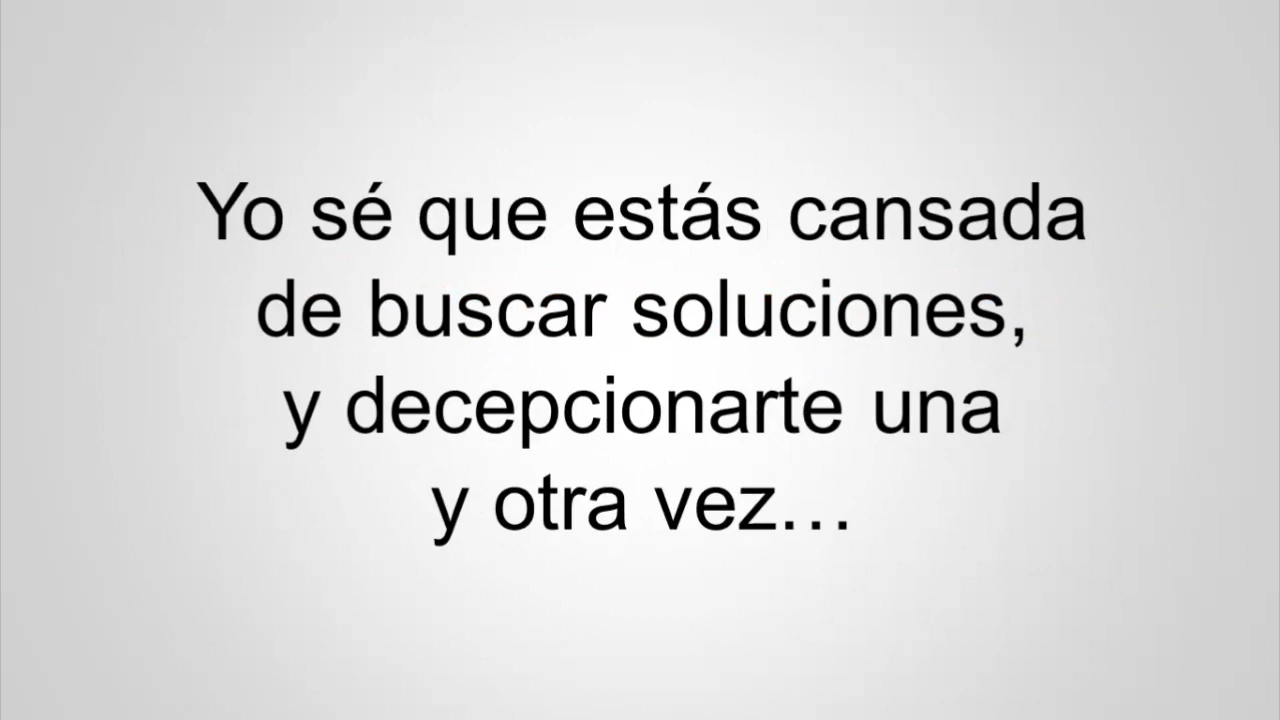 Yo sé que estás cansada
de buscar soluciones,
y decepcionarte una
y otra vez…